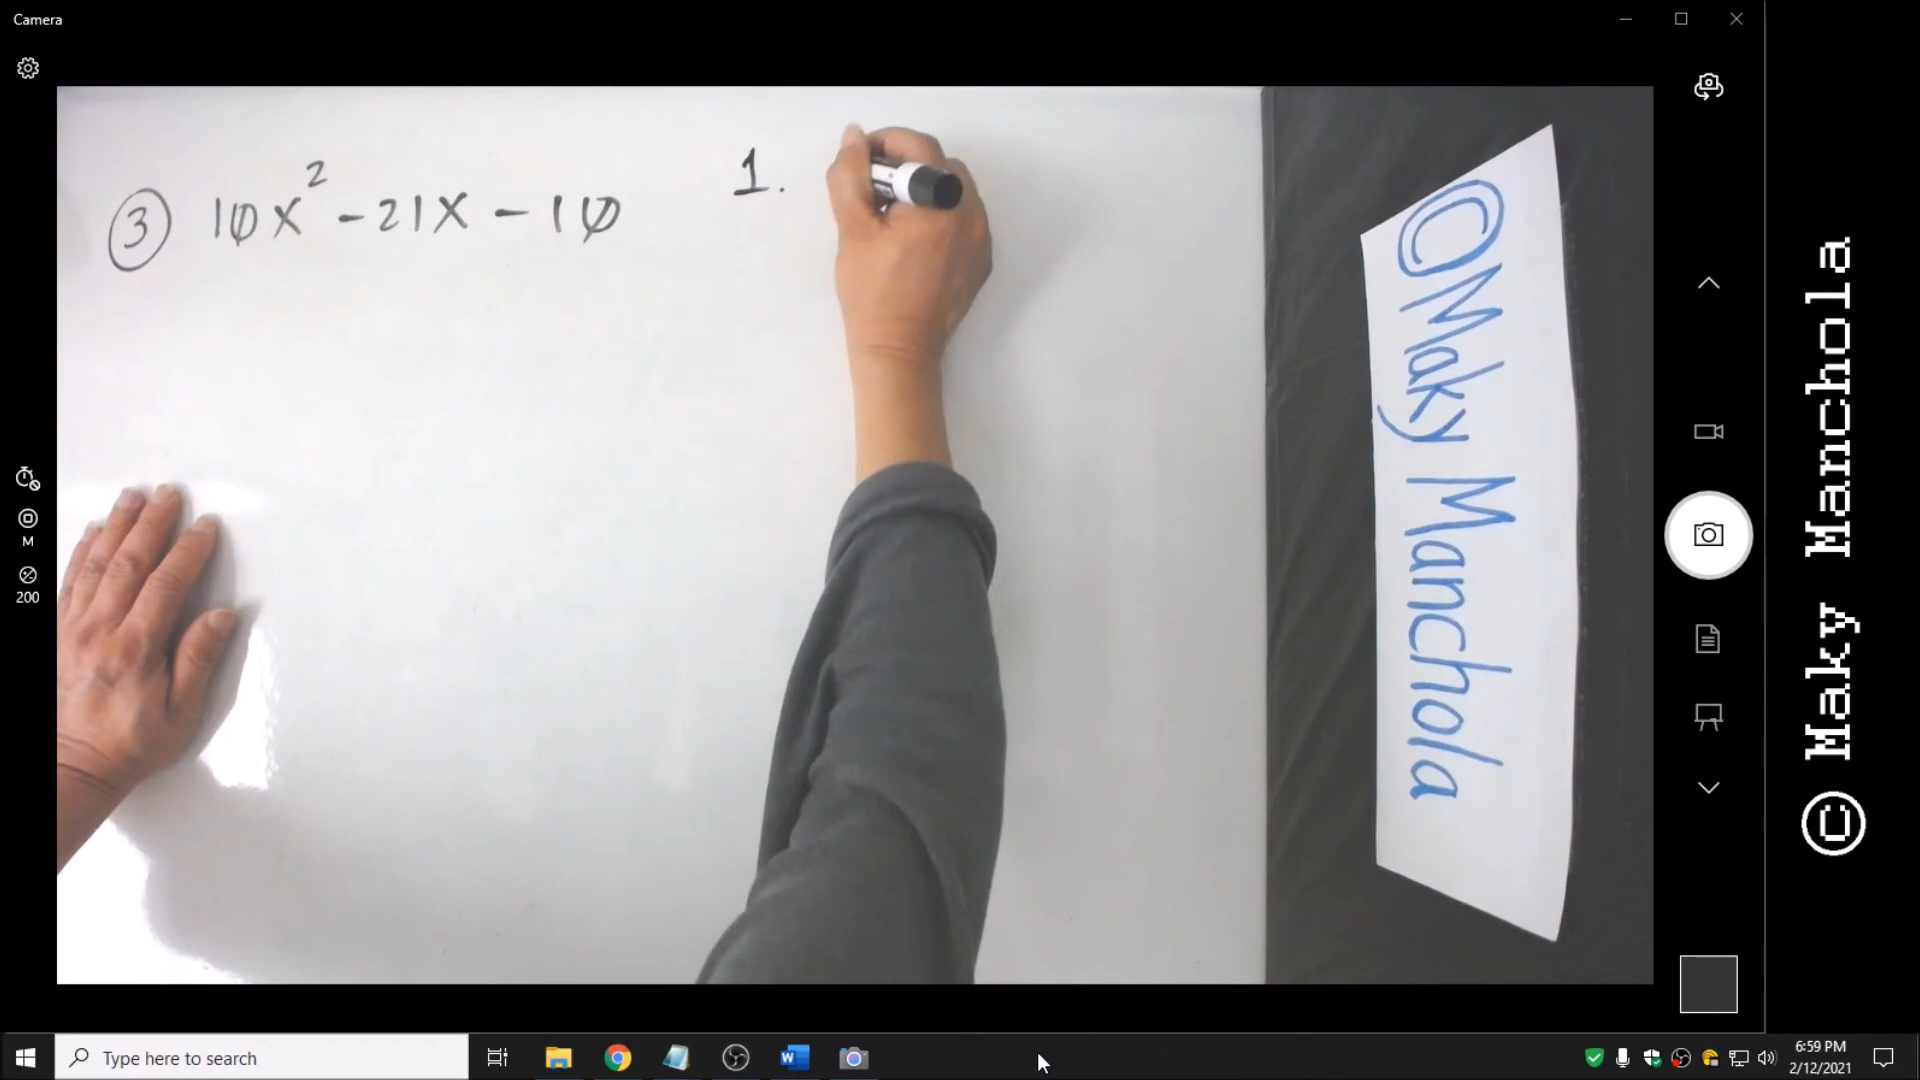 Camera
③ 10x² - 21x - 10
1.
© Maky Manchola
© Maky Manchola
M
200
Type here to search
6:59 PM
2/12/2021